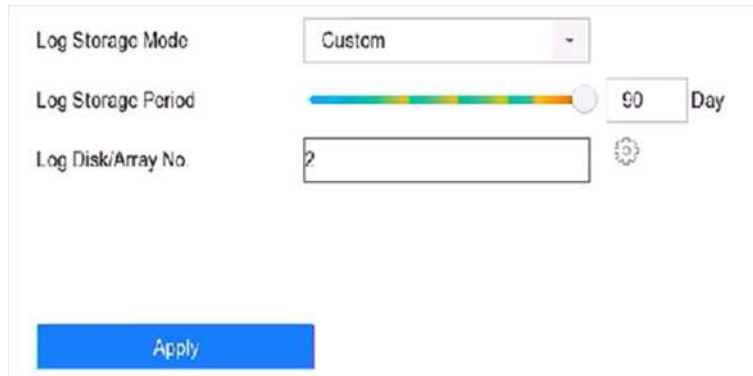 Log Storage Mode Custom
Log Storage Period 90 Day
Log Disk/Array No. 2
Apply